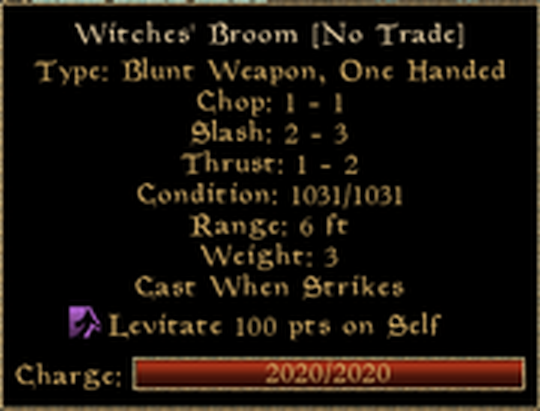 Witches' Broom [No Trade]
Type: Blunt Weapon, One Handed
Chop: 1 - 1
Slash: 2 - 3
Thrust: 1 - 2
Condition: 1031/1031
Range: 6 ft
Weight: 3
Cast When Strikes
Levitate 100 pts on Self
Charge: 2020/2020